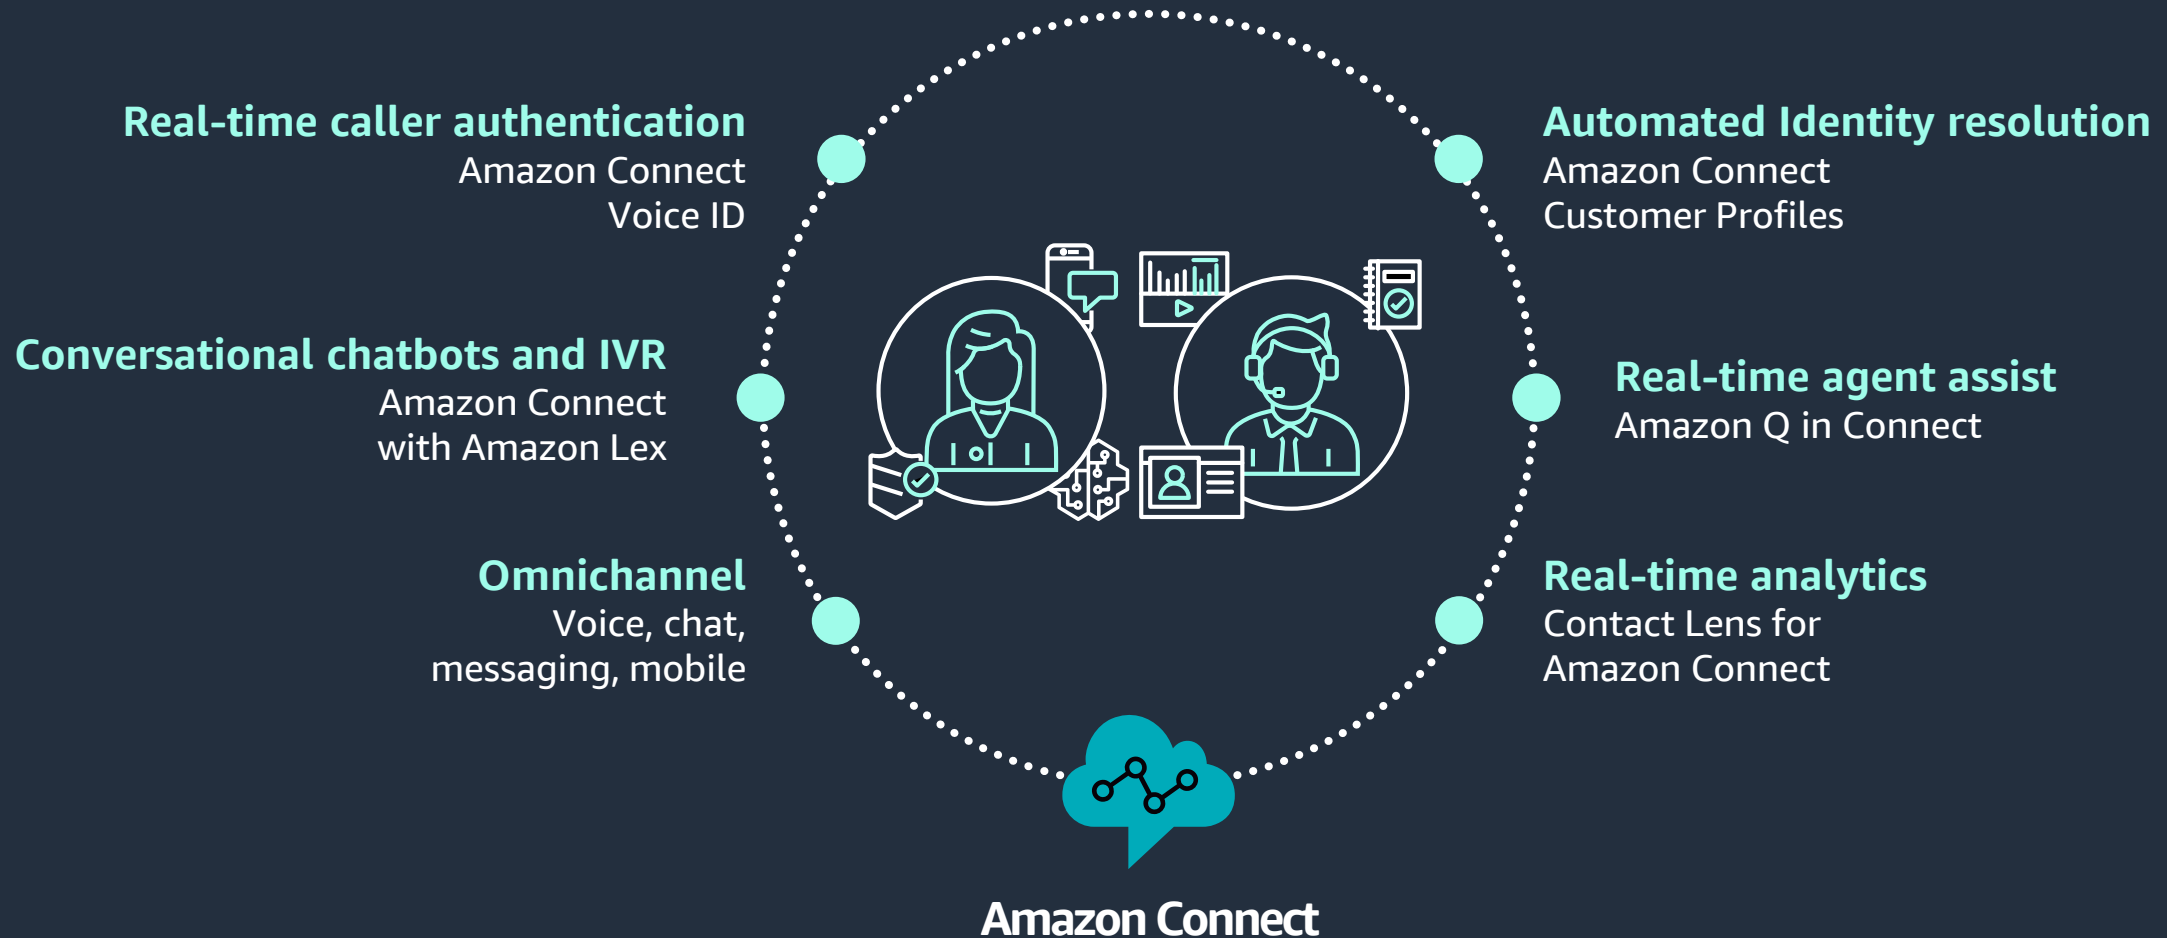 Real-time caller authentication
Amazon Connect
Voice ID
Conversational chatbots and IVR
Amazon Connect
with Amazon Lex
Omnichannel
Voice, chat,
messaging, mobile
Automated Identity resolution
Amazon Connect
Customer Profiles
Real-time agent assist
Amazon Q in Connect
Real-time analytics
Contact Lens for
Amazon Connect
Amazon Connect